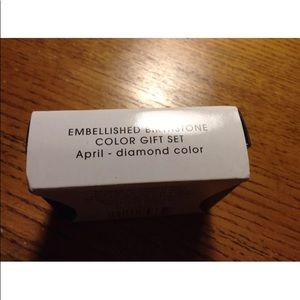 EMBELLISHED BIRTHSTONE
COLOR GIFT SET
April - diamond color